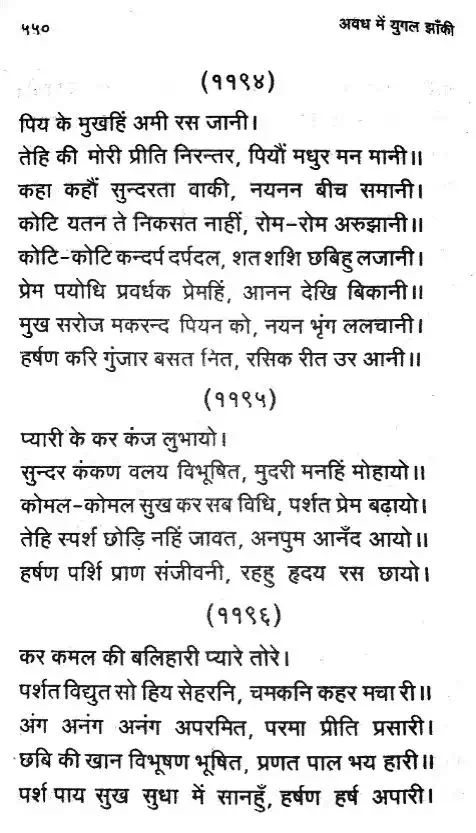 ५५०
अवध में युगल झाँकी
(११९४)
पिय के मुखहिं अमी रस जानी।
तेहि की मोरी प्रीति निरन्तर, पियौं मधुर मन मानी॥
कहा कहौं सुन्दरता वाकी, नयनन बीच समानी।
कोटि यतन ते निकसत नाहीं, रोम-रोम अरुझानी॥
कोटि-कोटि कन्दर्प दर्पदल, शत शशि छबिहु लजानी।
प्रेम पयोधि प्रवर्धक प्रेमहिं, आनन देखि बिकानी॥
मुख सरोज मकरन्द पियन को, नयन भृंग ललचानी।
हर्षण करि गुंजार बसत नित, रसिक रीत उर आनी॥
(११९५)
प्यारी के कर कंज लुभायो।
सुन्दर कंकण वलय विभूषित, मुदरी मनहिं मोहायो॥
कोमल-कोमल सुख कर सब विधि, पर्शत प्रेम बढ़ायो।
तेहि स्पर्श छोड़ि नहिं जावत, अनपुम आनँद आयो॥
हर्षण पर्शि प्राण संजीवनी, रहहु हृदय रस छायो।
(११९६)
कर कमल की बलिहारी प्यारे तोरे।
पर्शत विद्युत सो हिय सेहरनि, चमकनि कहर मचा री॥
अंग अनंग अनंग अपरमित, परमा प्रीति प्रसारी।
छबि की खान विभूषण भूषित, प्रणत पाल भय हारी॥
पर्श पाय सुख सुधा में सानहुँ, हर्षण हर्ष अपारी।